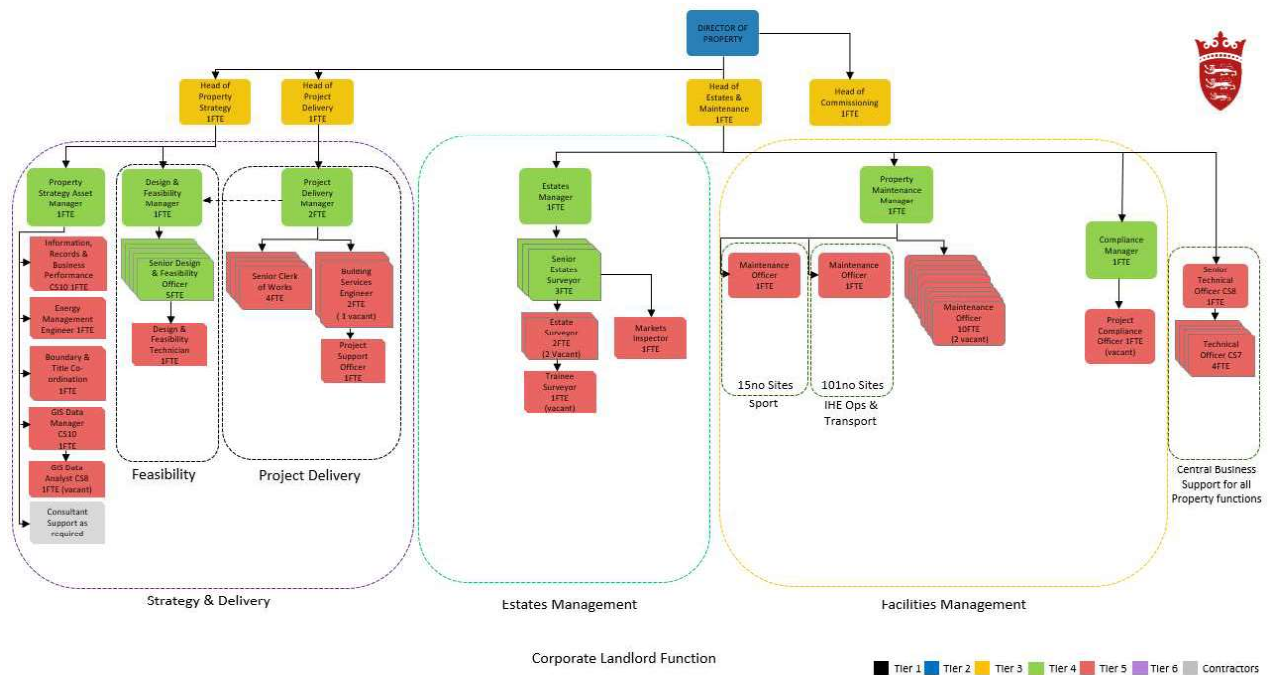 DIRECTOR OF
PROPERTY
Head of
Property
Strategy
1FTE
Head of
Project
Delivery
1FTE
Head of
Estates &
Maintenance
1FTE
Head of
Commissioning
1FTE
Property
Strategy Asset
Manager
1FTE
Information,
Records &
Business
Performance
CS10 1FTE
Energy
Management
Engineer 1FTE
Boundary &
Title Co-
ordination
1FTE
GIS Data
Manager
CS10
1FTE
GIS Data
Analyst CS8
1FTE (vacant)
Consultant
Support as
required
Design &
Feasibility
Manager
1FTE
Senior Design
& Feasibility
Officer
5FTE
Design &
Feasibility
Technician
1FTE
Feasibility
Project
Delivery
Manager
2FTE
Senior Clerk
of Works
4FTE
Building
Services
Engineer
2FTE
( 1 vacant)
Project
Support
Officer
1FTE
Project Delivery
Strategy & Delivery
Estates
Manager
1FTE
Senior
Estates
Surveyor
3FTE
Estate
Surveyor
2FTE
(2 Vacant)
Trainee
Surveyor
1FTE
(vacant)
Markets
Inspector
1FTE
Estates Management
Property
Maintenance
Manager
1FTE
Maintenance
Officer
1FTE
15no Sites
Sport
Maintenance
Officer
1FTE
101no Sites
IHE Ops &
Transport
Maintenance
Officer
10FTE
(2 vacant)
Compliance
Manager
1FTE
Project
Compliance
Officer 1FTE
(vacant)
Facilities Management
Senior
Technical
Officer CS8
1FTE
Technical
Officer CS7
4FTE
Central Business
Support for all
Property functions
Corporate Landlord Function
Tier 1 Tier 2 Tier 3 Tier 4 Tier 5 Tier 6 Contractors